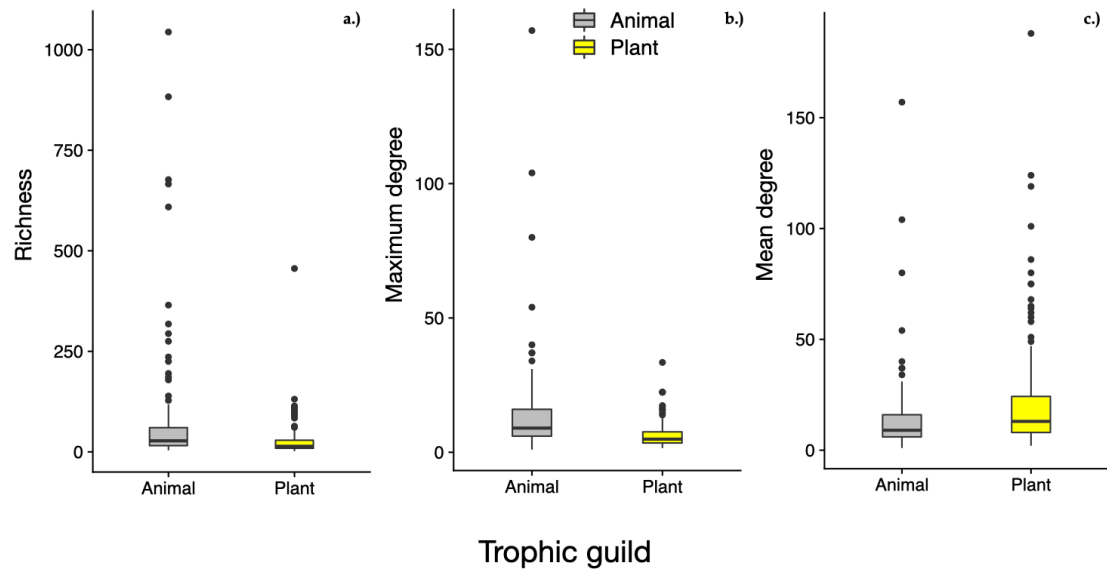 a.)
Richness
1000
750
500
250
0
Animal Plant
b.)
Animal
Plant
Maximum degree
150
100
50
0
Animal Plant
c.)
Mean degree
150
100
50
0
Animal Plant
Trophic guild